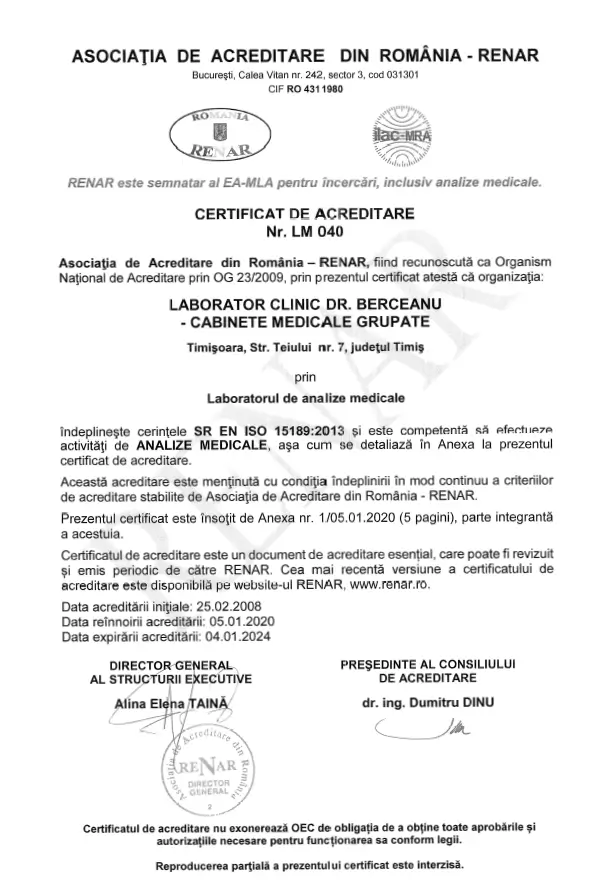 ASOCIAŢIA DE ACREDITARE DIN ROMÂNIA - RENAR
Bucureşti, Calea Vitan nr. 242, sector 3, cod 031301
CIF RO 4311980
ROMANIA
RENAR
ilac-MRA
RENAR este semnatar al EA-MLA pentru încercări, inclusiv analize medicale.
CERTIFICAT DE ACREDITARE
Nr. LM 040
Asociaţia de Acreditare din România – RENAR, fiind recunoscută ca Organism
Naţional de Acreditare prin OG 23/2009, prin prezentul certificat atestă că organizaţia:
LABORATOR CLINIC DR. BERCEANU
- CABINETE MEDICALE GRUPATE
Timişoara, Str. Teiului nr. 7, judeţul Timiş
prin
Laboratorul de analize medicale
îndeplineşte cerinţele SR EN ISO 15189:2013 şi este competentă să efectueze
activităţi de ANALIZE MEDICALE, aşa cum se detaliază în Anexa la prezentul
certificat de acreditare.
Această acreditare este menţinută cu condiţia îndeplinirii în mod continuu a criteriilor
de acreditare stabilite de Asociaţia de Acreditare din România - RENAR.
Prezentul certificat este însoţit de Anexa nr. 1/05.01.2020 (5 pagini), parte integrantă
a acestuia.
Certificatul de acreditare este un document de acreditare esenţial, care poate fi revizuit
şi emis periodic de către RENAR. Cea mai recentă versiune a certificatului de
acreditare este disponibilă pe website-ul RENAR, www.renar.ro.
Data acreditării iniţiale: 25.02.2008
Data reînnoirii acreditării: 05.01.2020
Data expirării acreditării: 04.01.2024
DIRECTOR GENERAL
AL STRUCTURII EXECUTIVE
Alina Elena TAINĂ
PREŞEDINTE AL CONSILIULUI
DE ACREDITARE
dr. ing. Dumitru DINU
Asociaţia de Acreditare din România
RENAR
DIRECTOR
GENERAL
2
Certificatul de acreditare nu exonerează OEC de obligaţia de a obţine toate aprobările şi
autorizaţiile necesare pentru funcţionarea sa conform legii.
Reproducerea parţială a prezentului certificat este interzisă.
RENAR